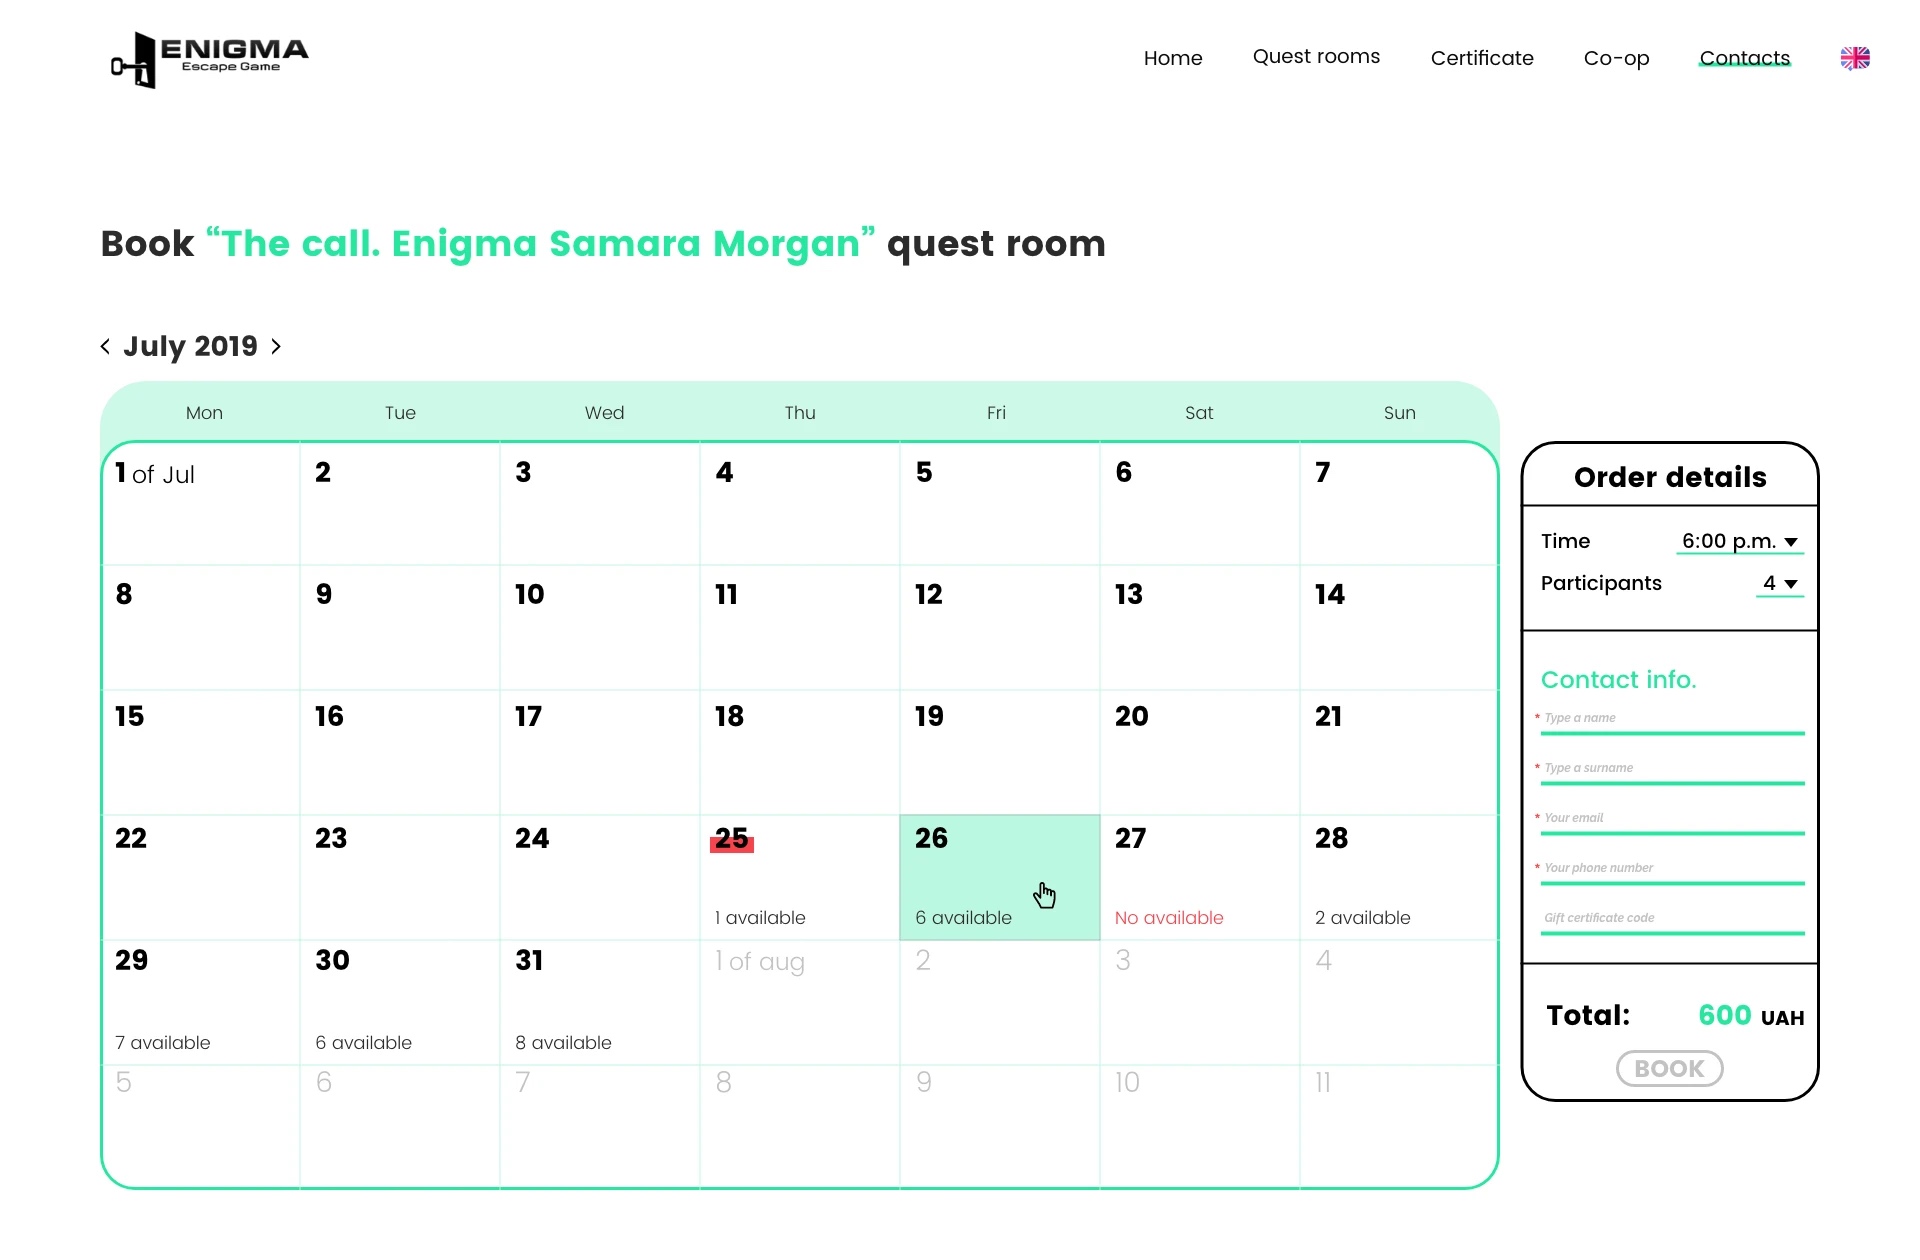 ENIGMA
Escape Game
Home Quest rooms Certificate Co-op Contacts
Book “The call. Enigma Samara Morgan” quest room
< July 2019 >
Mon Tue Wed Thu Fri Sat Sun
1 of Jul 2 3 4 5 6 7
8 9 10 11 12 13 14
15 16 17 18 19 20 21
22 23 24 25 26 27 28
1 available 6 available No available 2 available
29 30 31 1 of aug 2 3 4
7 available 6 available 8 available
5 6 7 8 9 10 11
Order details
Time 6:00 p.m.
Participants 4
Contact info.
* Type a name
* Type a surname
* Your email
* Your phone number
Gift certificate code
Total: 600 UAH
BOOK